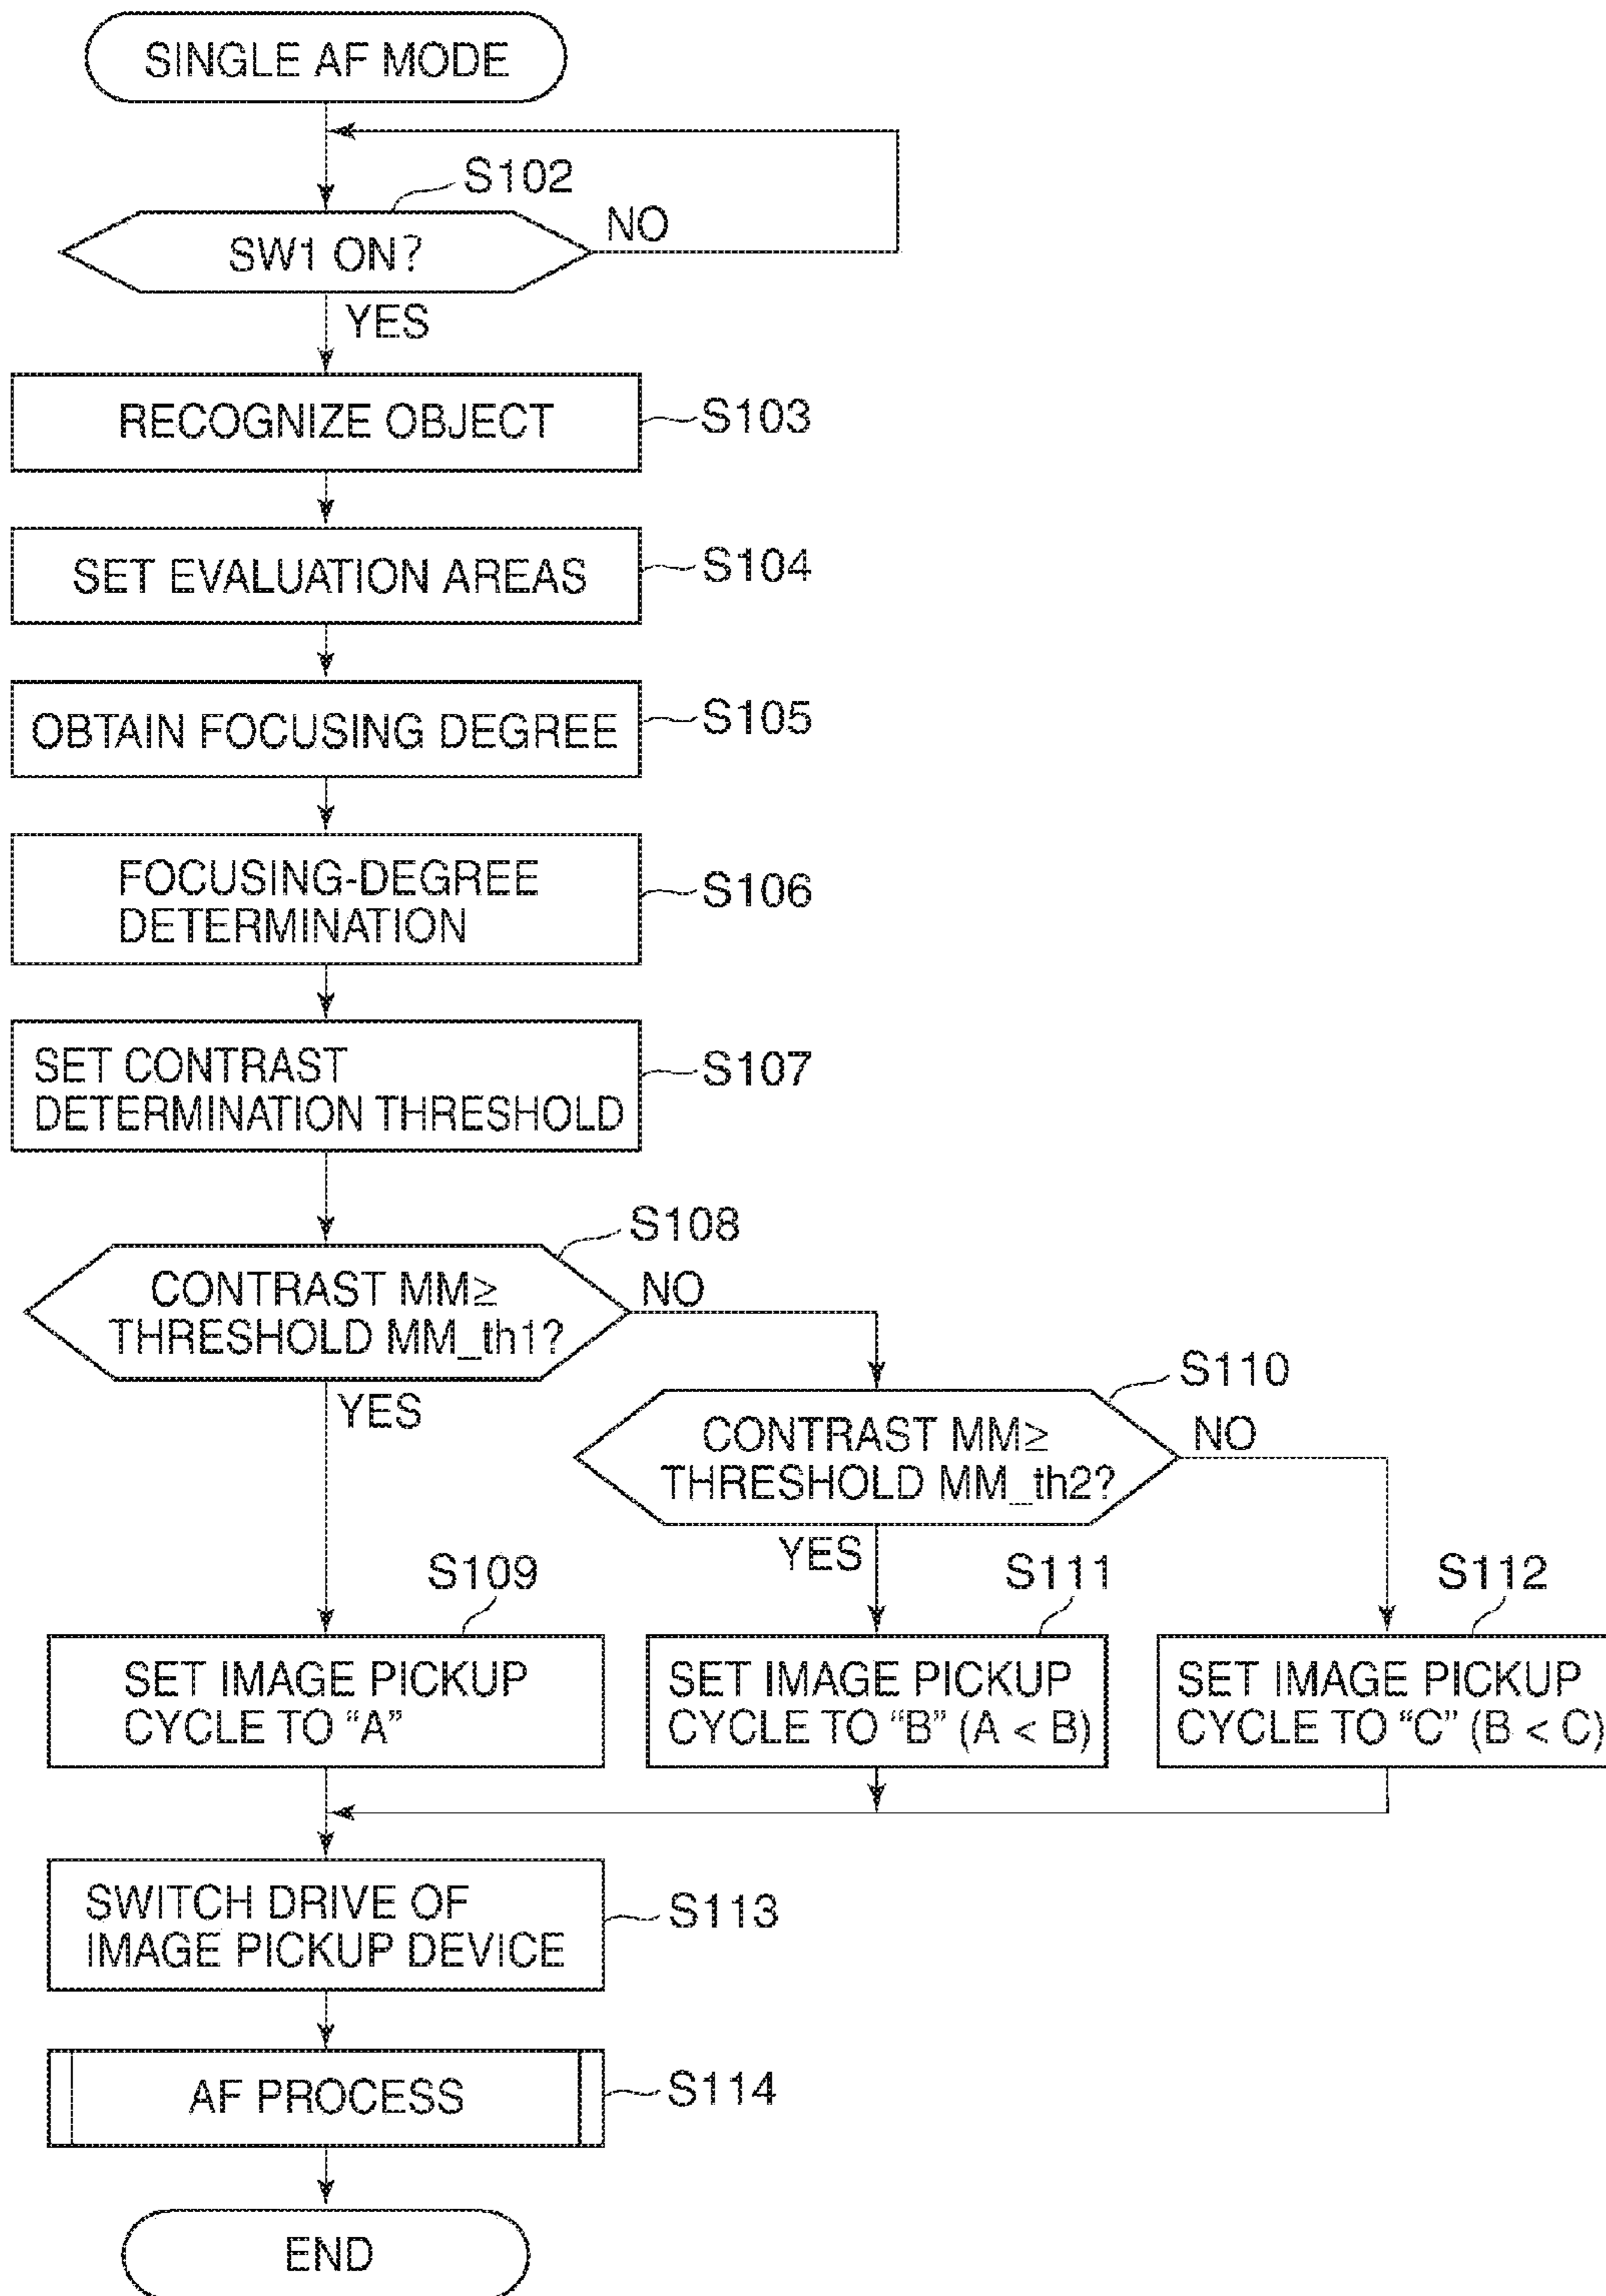 SINGLE AF MODE
S102
SW1 ON?
NO
YES
RECOGNIZE OBJECT
S103
SET EVALUATION AREAS
S104
OBTAIN FOCUSING DEGREE
S105
FOCUSING-DEGREE
DETERMINATION
S106
SET CONTRAST
DETERMINATION THRESHOLD
S107
S108
CONTRAST MM≥
THRESHOLD MM_th1?
NO
YES
S110
CONTRAST MM≥
THRESHOLD MM_th2?
NO
YES
S109
SET IMAGE PICKUP
CYCLE TO “A”
S111
SET IMAGE PICKUP
CYCLE TO “B” (A < B)
S112
SET IMAGE PICKUP
CYCLE TO “C” (B < C)
SWITCH DRIVE OF
IMAGE PICKUP DEVICE
S113
AF PROCESS
S114
END